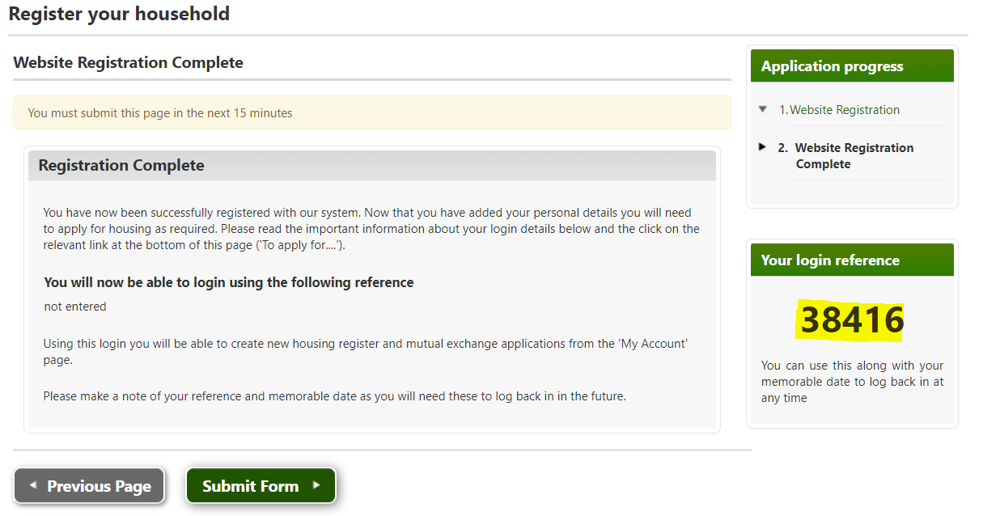 Register your household
Website Registration Complete
You must submit this page in the next 15 minutes
Registration Complete
You have now been successfully registered with our system. Now that you have added your personal details you will need
to apply for housing as required. Please read the important information about your login details below and the click on the
relevant link at the bottom of this page ('To apply for....').
You will now be able to login using the following reference
not entered
Using this login you will be able to create new housing register and mutual exchange applications from the 'My Account'
page.
Please make a note of your reference and memorable date as you will need these to log back in in the future.
Previous Page
Submit Form
Application progress
1. Website Registration
2. Website Registration
Complete
Your login reference
38416
You can use this along with your
memorable date to log back in at
any time